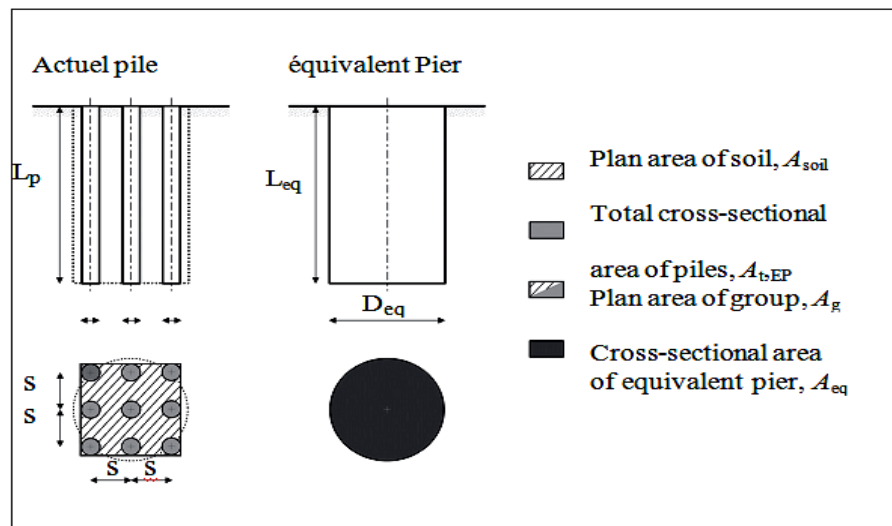 Actuel pile
équivalent Pier
Lp
Leq
Deq
S
S
S
S
Plan area of soil, Asoil
Total cross-sectional
area of piles, At,EP
Plan area of group, Ag
Cross-sectional area
of equivalent pier, Aeq